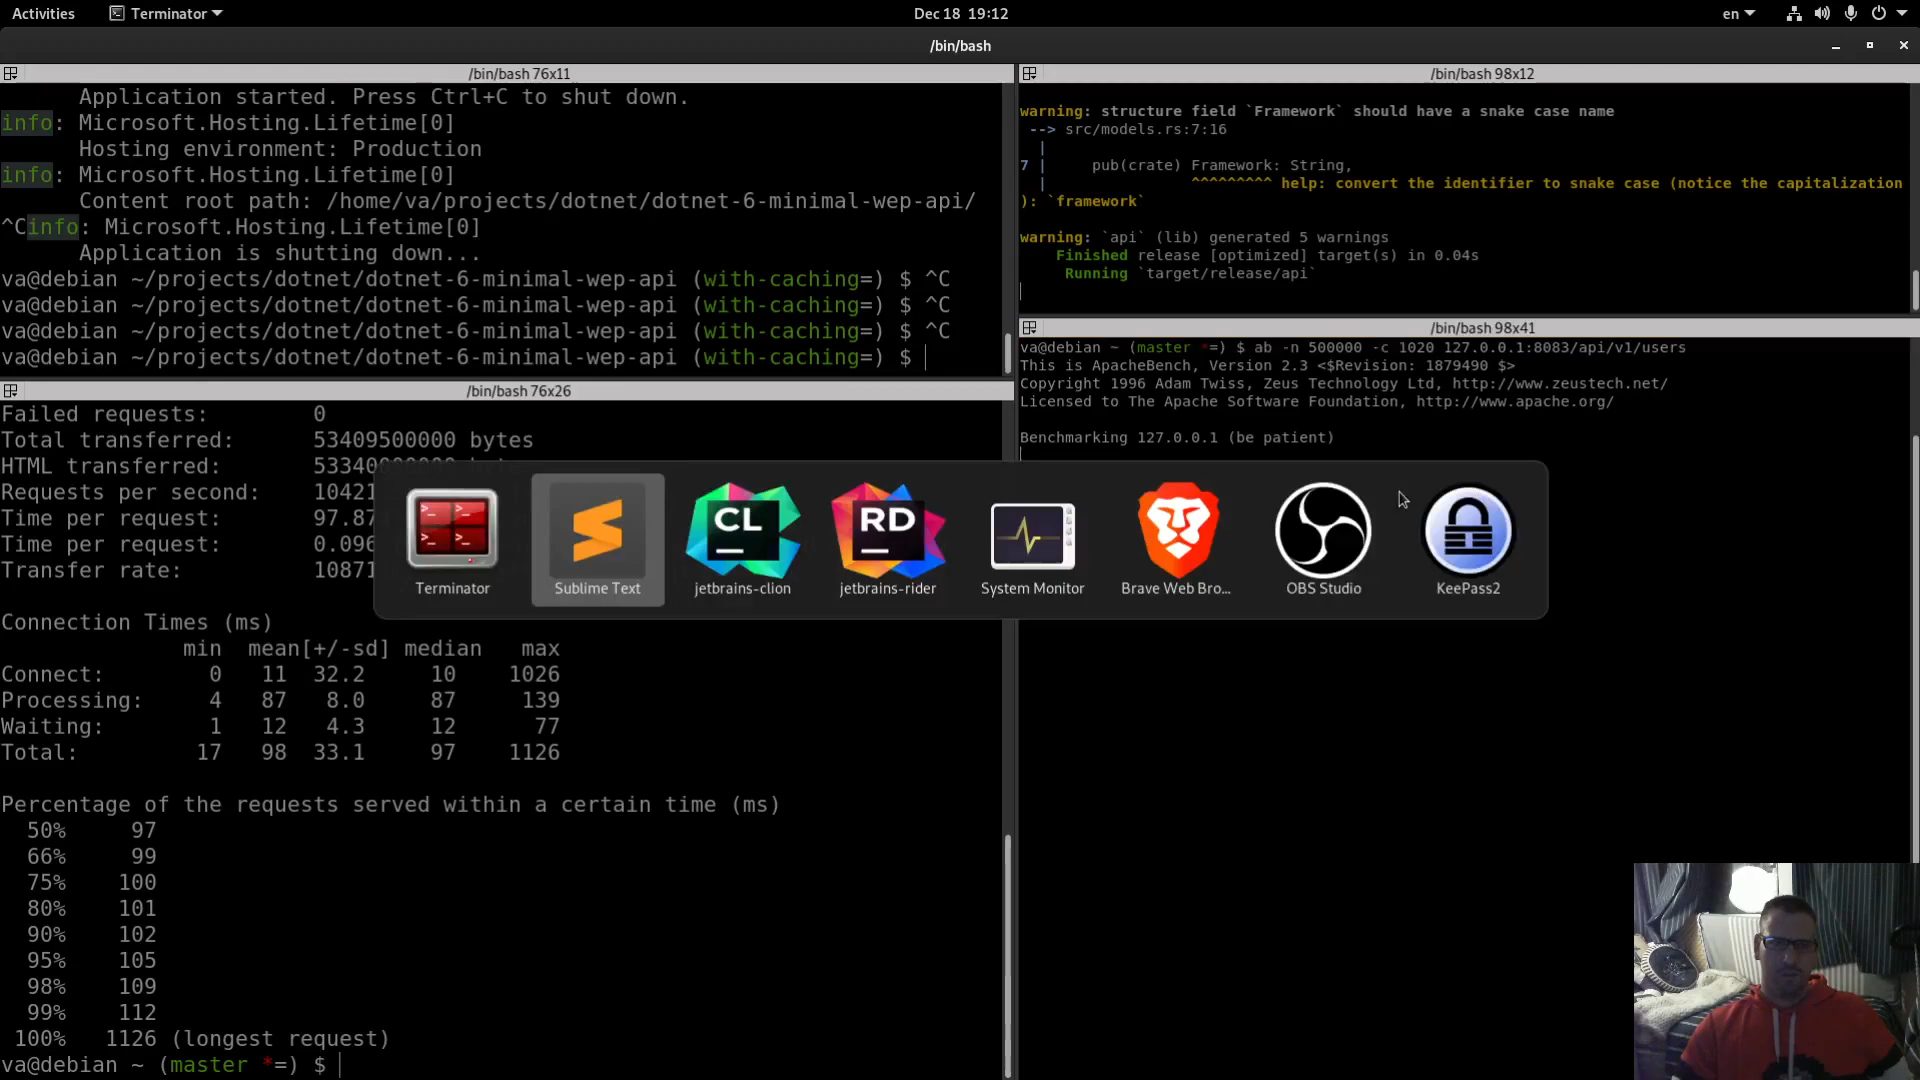 Activities
Terminator
Dec 18 19:12
en
/bin/bash
/bin/bash 76x11
Application started. Press Ctrl+C to shut down.
info: Microsoft.Hosting.Lifetime[0]
Hosting environment: Production
info: Microsoft.Hosting.Lifetime[0]
Content root path: /home/va/projects/dotnet/dotnet-6-minimal-wep-api/
^Cinfo: Microsoft.Hosting.Lifetime[0]
Application is shutting down...
va@debian ~/projects/dotnet/dotnet-6-minimal-wep-api (with-caching=) $ ^C
va@debian ~/projects/dotnet/dotnet-6-minimal-wep-api (with-caching=) $ ^C
va@debian ~/projects/dotnet/dotnet-6-minimal-wep-api (with-caching=) $ ^C
va@debian ~/projects/dotnet/dotnet-6-minimal-wep-api (with-caching=) $
/bin/bash 76x26
Failed requests: 0
Total transferred: 53409500000 bytes
HTML transferred: 53340
Requests per second: 10421
Time per request: 97.87
Time per request: 0.096
Transfer rate: 10871
Connection Times (ms)
min mean[+/-sd] median max
Connect: 0 11 32.2 10 1026
Processing: 4 87 8.0 87 139
Waiting: 1 12 4.3 12 77
Total: 17 98 33.1 97 1126
Percentage of the requests served within a certain time (ms)
50% 97
66% 99
75% 100
80% 101
90% 102
95% 105
98% 109
99% 112
100% 1126 (longest request)
va@debian ~ (master *=) $
/bin/bash 98x12
warning: structure field `Framework` should have a snake case name
--> src/models.rs:7:16
|
7 | pub(crate) Framework: String,
| ^^^^^^^^^ help: convert the identifier to snake case (notice the capitalization
): `framework`
warning: `api` (lib) generated 5 warnings
Finished release [optimized] target(s) in 0.04s
Running `target/release/api`
/bin/bash 98x41
va@debian ~ (master *=) $ ab -n 500000 -c 1020 127.0.0.1:8083/api/v1/users
This is ApacheBench, Version 2.3 <$Revision: 1879490 $>
Copyright 1996 Adam Twiss, Zeus Technology Ltd, http://www.zeustech.net/
Licensed to The Apache Software Foundation, http://www.apache.org/
Benchmarking 127.0.0.1 (be patient)
CL
RD
Terminator
Sublime Text
jetbrains-clion
jetbrains-rider
System Monitor
Brave Web Bro...
OBS Studio
KeePass2